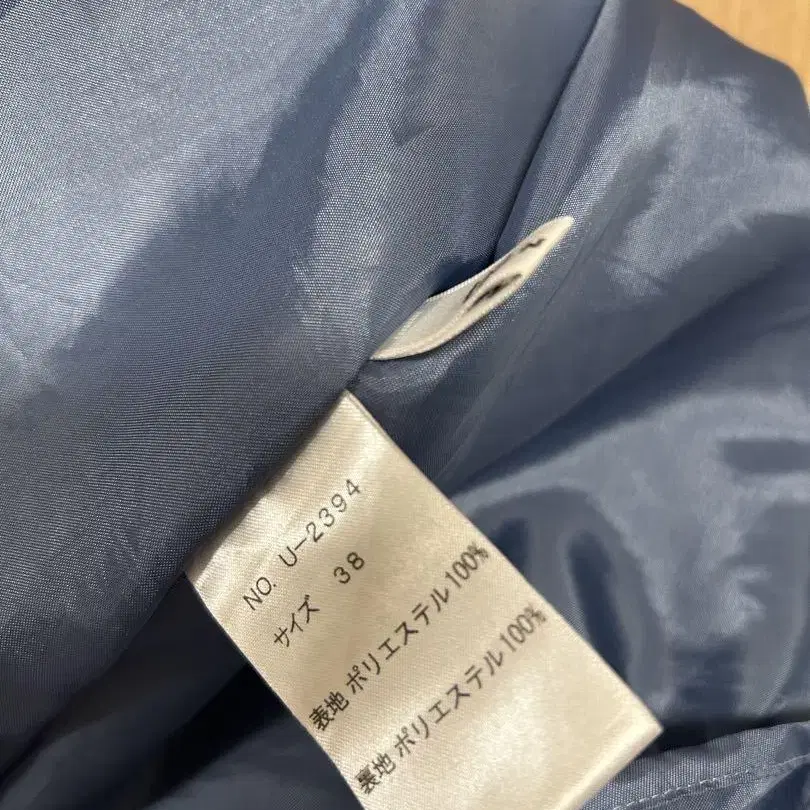 NO. U-2394
サイズ 38
表地 ポリエステル100%
裏地 ポリエステル100%